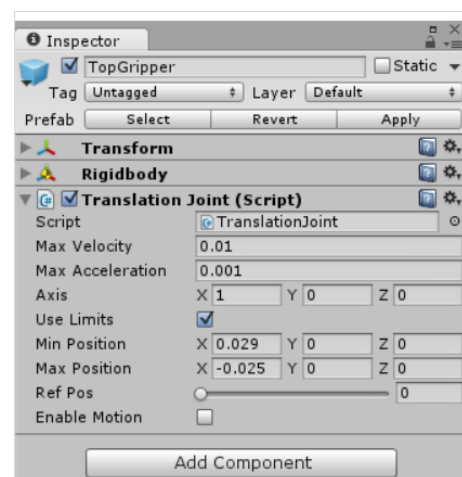 Inspector
TopGripper Static
Tag Untagged Layer Default
Prefab Select Revert Apply
Transform
Rigidbody
Translation Joint (Script)
Script TranslationJoint
Max Velocity 0.01
Max Acceleration 0.001
Axis X 1 Y 0 Z 0
Use Limits
Min Position X 0.029 Y 0 Z 0
Max Position X -0.025 Y 0 Z 0
Ref Pos 0
Enable Motion
Add Component